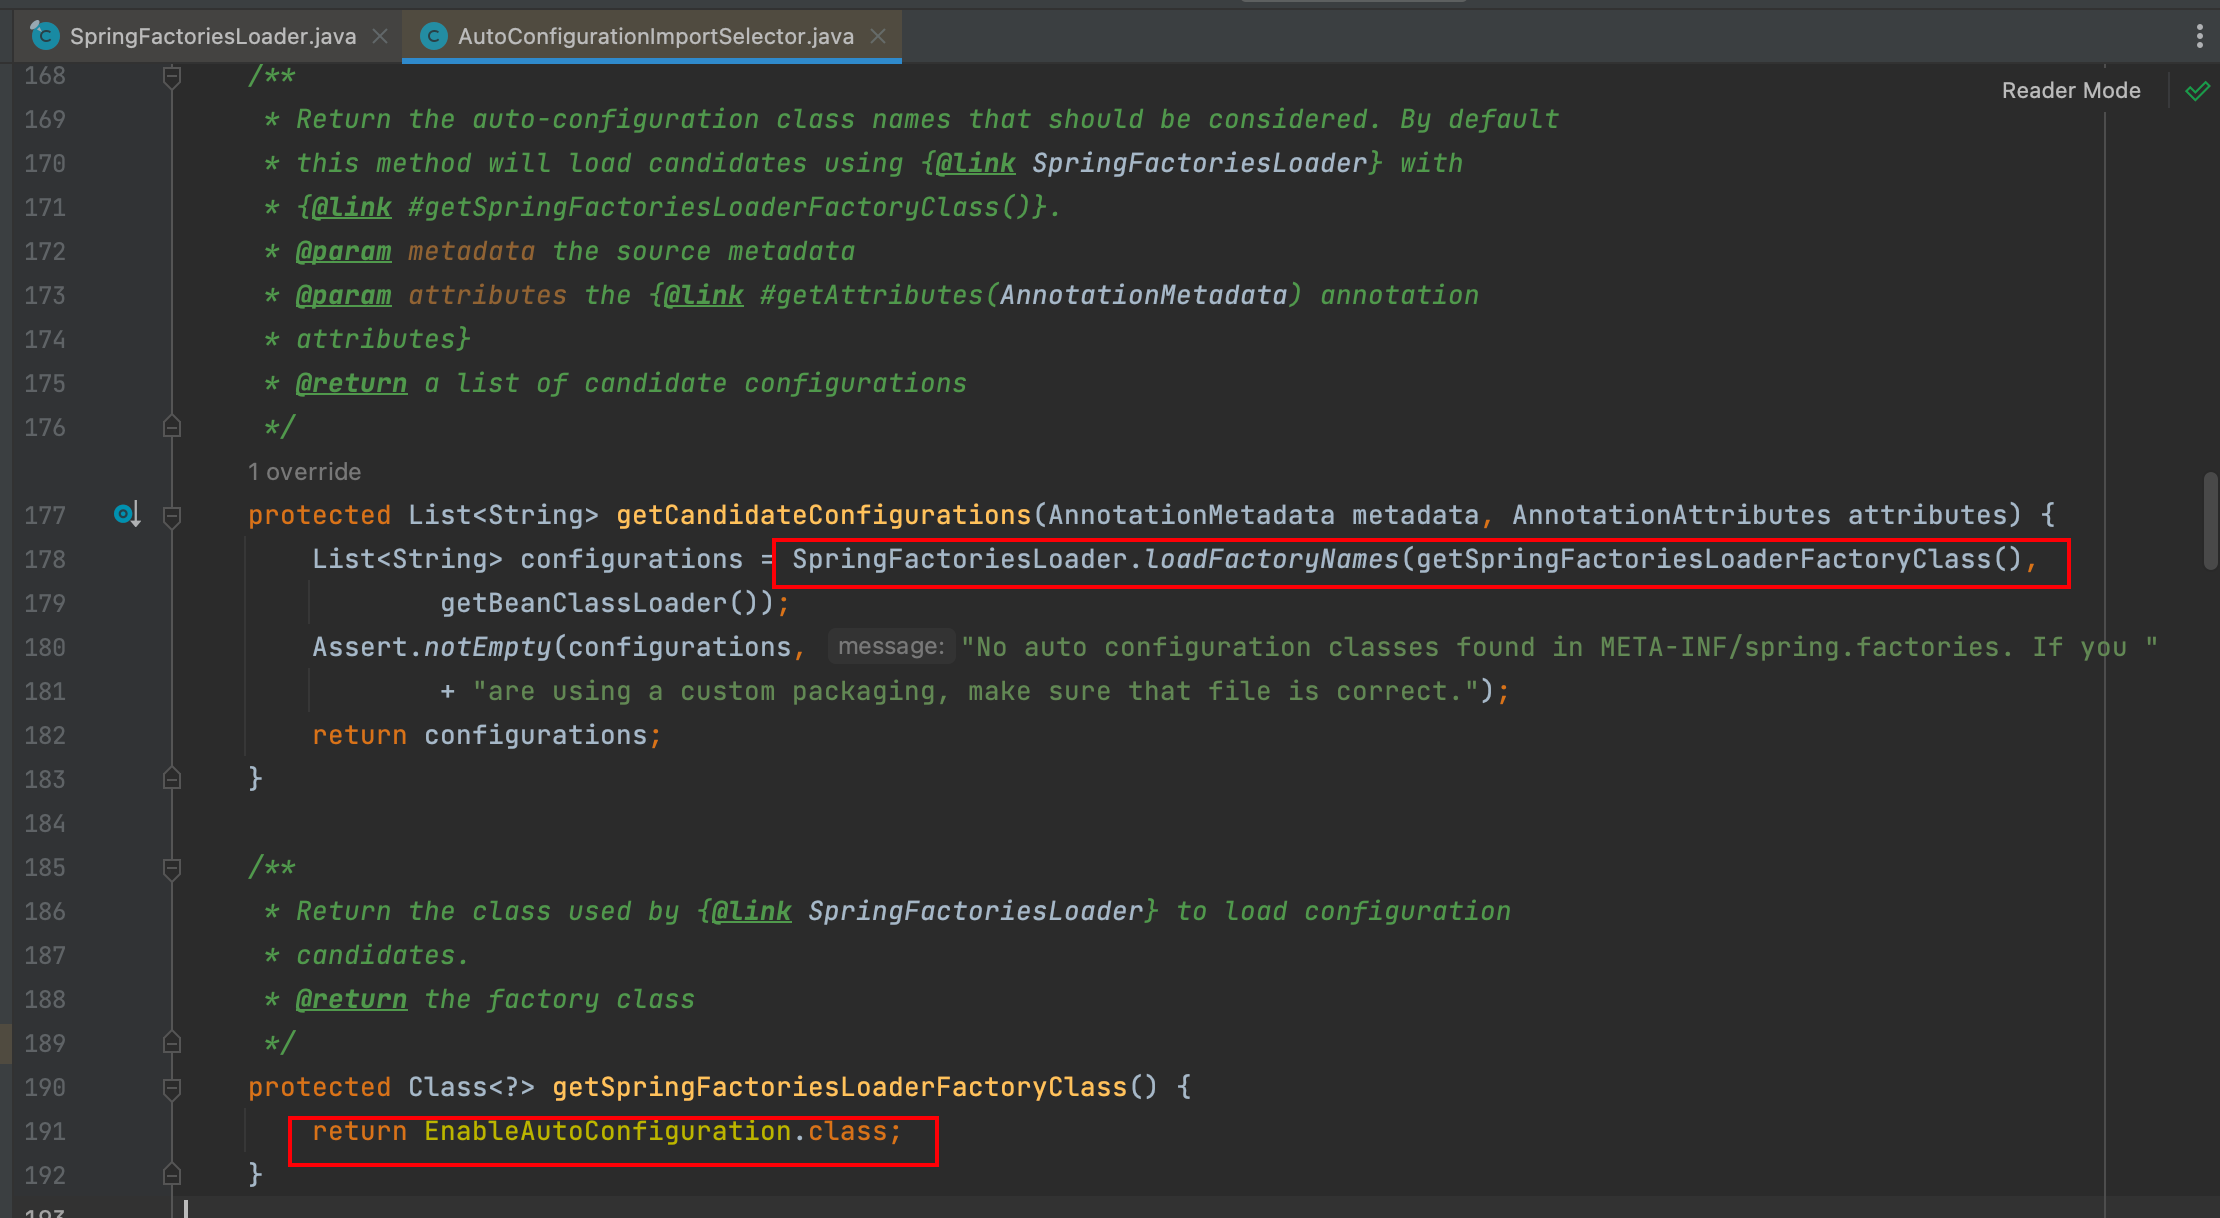 SpringFactoriesLoader.java AutoConfigurationImportSelector.java
Reader Mode
168 /**
169 * Return the auto-configuration class names that should be considered. By default
170 * this method will load candidates using {@link SpringFactoriesLoader} with
171 * {@link #getSpringFactoriesLoaderFactoryClass()}.
172 * @param metadata the source metadata
173 * @param attributes the {@link #getAttributes(AnnotationMetadata) annotation
174 * attributes}
175 * @return a list of candidate configurations
176 */
1 override
177 protected List<String> getCandidateConfigurations(AnnotationMetadata metadata, AnnotationAttributes attributes) {
178 List<String> configurations = SpringFactoriesLoader.loadFactoryNames(getSpringFactoriesLoaderFactoryClass(),
179 getBeanClassLoader());
180 Assert.notEmpty(configurations, message: "No auto configuration classes found in META-INF/spring.factories. If you "
181 + "are using a custom packaging, make sure that file is correct.");
182 return configurations;
183 }
184
185 /**
186 * Return the class used by {@link SpringFactoriesLoader} to load configuration
187 * candidates.
188 * @return the factory class
189 */
190 protected Class<?> getSpringFactoriesLoaderFactoryClass() {
191 return EnableAutoConfiguration.class;
192 }
193